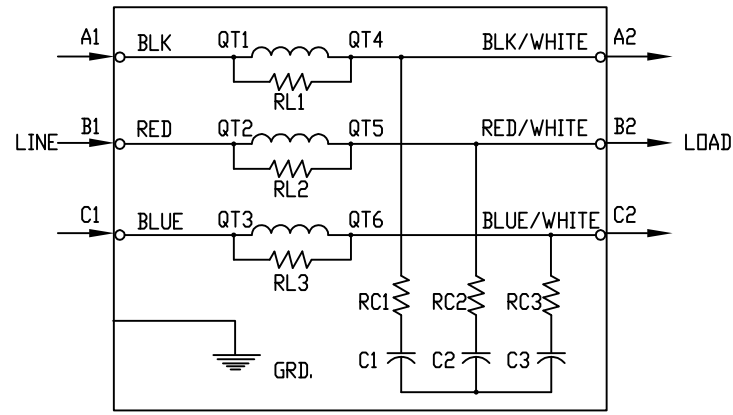 A1 BLK QT1 QT4 BLK/WHITE A2
RL1
B1 RED QT2 QT5 RED/WHITE B2
LINE LOAD
RL2
C1 BLUE QT3 QT6 BLUE/WHITE C2
RL3
RC1 RC2 RC3
C1 C2 C3
GRD.